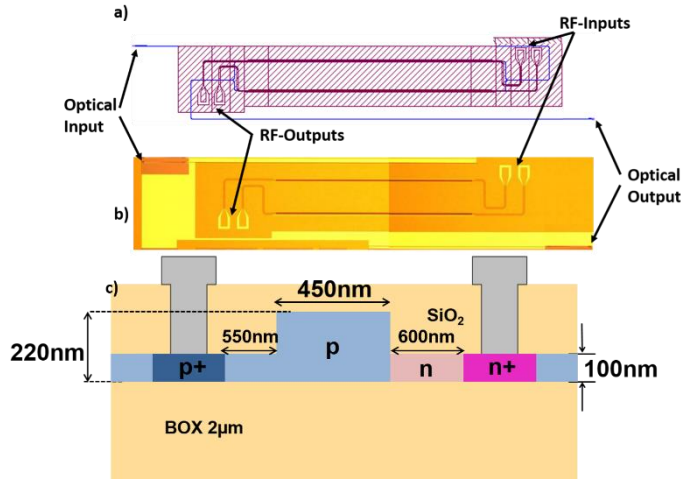 a)
RF-Inputs
Optical
Input
RF-Outputs
Optical
Output
b)
c)
450nm
SiO₂
550nm
600nm
220nm
p
p+
n
n+
100nm
BOX 2µm